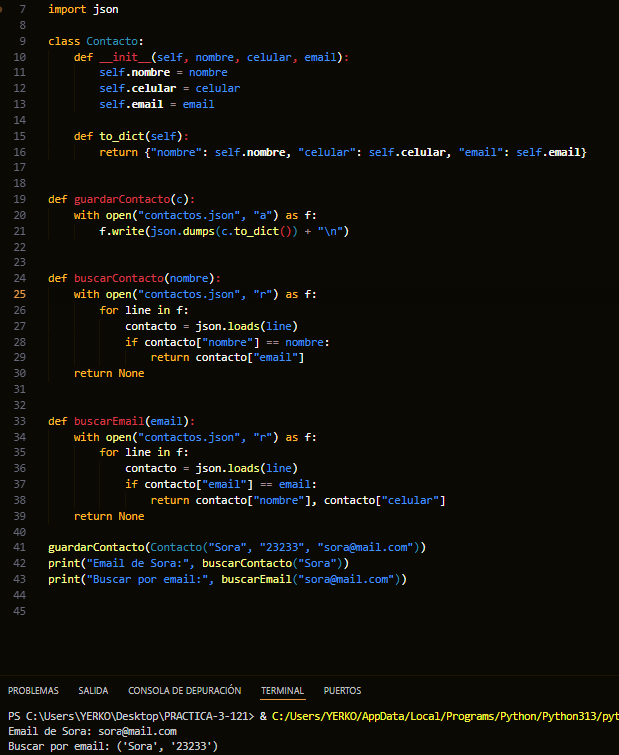 7 import json
8
9 class Contacto:
10     def __init__(self, nombre, celular, email):
11         self.nombre = nombre
12         self.celular = celular
13         self.email = email
14
15     def to_dict(self):
16         return {"nombre": self.nombre, "celular": self.celular, "email": self.email}
17
18
19 def guardarContacto(c):
20     with open("contactos.json", "a") as f:
21         f.write(json.dumps(c.to_dict()) + "\n")
22
23
24 def buscarContacto(nombre):
25     with open("contactos.json", "r") as f:
26         for line in f:
27             contacto = json.loads(line)
28             if contacto["nombre"] == nombre:
29                 return contacto["email"]
30     return None
31
32
33 def buscarEmail(email):
34     with open("contactos.json", "r") as f:
35         for line in f:
36             contacto = json.loads(line)
37             if contacto["email"] == email:
38                 return contacto["nombre"], contacto["celular"]
39     return None
40
41 guardarContacto(Contacto("Sora", "23233", "sora@mail.com"))
42 print("Email de Sora:", buscarContacto("Sora"))
43 print("Buscar por email:", buscarEmail("sora@mail.com"))
44
45
PROBLEMAS SALIDA CONSOLA DE DEPURACIÓN TERMINAL PUERTOS
PS C:\Users\YERKO\Desktop\PRACTICA-3-121> & C:/Users/YERKO/AppData/Local/Programs/Python/Python313/pyt
Email de Sora: sora@mail.com
Buscar por email: ('Sora', '23233')